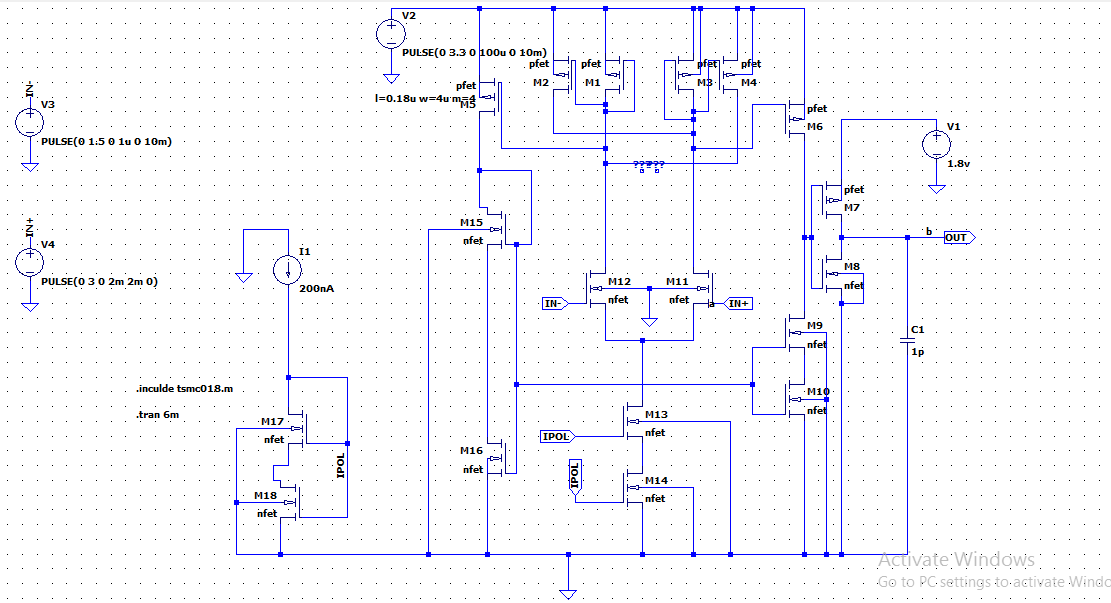 V2
PULSE(0 3.3 0 100u 0 10m)
pfet
M2
pfet
M1
pfet
M3
pfet
M4
pfet
l=0.18u w=4u m=4
M5
pfet
M6
IN-
V3
PULSE(0 1.5 0 1u 0 10m)
V1
1.8v
??????
pfet
M7
IN+
V4
PULSE(0 3 0 2m 2m 0)
M15
nfet
b
OUT
I1
200nA
M12
nfet
M11
nfet
IN-
a
IN+
M8
nfet
M9
nfet
C1
1p
.inculde tsmc018.m
.tran 6m
M10
nfet
M17
nfet
IPOL
M13
nfet
IPOL
M16
nfet
IPOL
M14
nfet
M18
nfet
Activate Windows
Go to PC settings to activate Windo